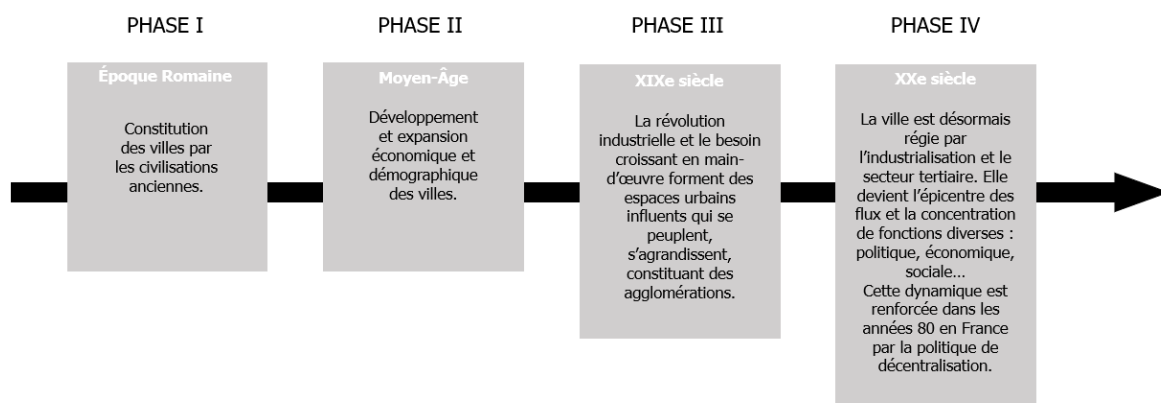 PHASE I
Époque Romaine
Constitution
des villes par
les civilisations
anciennes.
PHASE II
Moyen-Âge
Développement
et expansion
économique et
démographique
des villes.
PHASE III
XIXe siècle
La révolution
industrielle et le besoin
croissant en main-
d’œuvre forment des
espaces urbains
influents qui se
peuplent,
s’agrandissent,
constituant des
agglomérations.
PHASE IV
XXe siècle
La ville est désormais
régie par
l’industrialisation et le
secteur tertiaire. Elle
devient l’épicentre des
flux et la concentration
de fonctions diverses :
politique, économique,
sociale...
Cette dynamique est
renforcée dans les
années 80 en France
par la politique de
décentralisation.